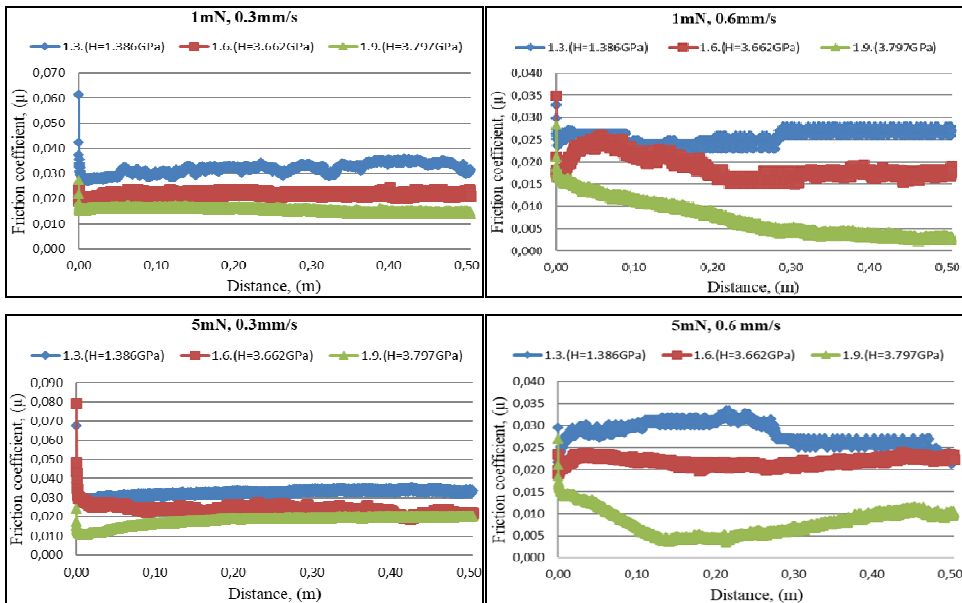 1mN, 0.3mm/s
1.3.(H=1.386GPa) 1.6.(H=3.662GPa) 1.9.(H=3.797GPa)
Friction coefficient, (μ)
0,070
0,060
0,050
0,040
0,030
0,020
0,010
0,000
0,00 0,10 0,20 0,30 0,40 0,50
Distance, (m)
1mN, 0.6mm/s
1.3.(H=1.386GPa) 1.6.(H=3.662GPa) 1.9.(3.797GPa)
Friction coefficient, (μ)
0,040
0,035
0,030
0,025
0,020
0,015
0,010
0,005
0,000
0,00 0,10 0,20 0,30 0,40 0,50
Distance, (m)
5mN, 0.3mm/s
1.3.(H=1.386GPa) 1.6.(H=3.662GPa) 1.9.(H=3.797GPa)
Friction coefficient, (μ)
0,090
0,080
0,070
0,060
0,050
0,040
0,030
0,020
0,010
0,000
0,00 0,10 0,20 0,30 0,40 0,50
Distance, (m)
5mN, 0.6 mm/s
1.3.(H=1.386GPa) 1.6.(H=3.662GPa) 1.9.(H=3.797GPa)
Friction coefficient, (μ)
0,040
0,035
0,030
0,025
0,020
0,015
0,010
0,005
0,000
0,00 0,10 0,20 0,30 0,40 0,50
Distance, (m)